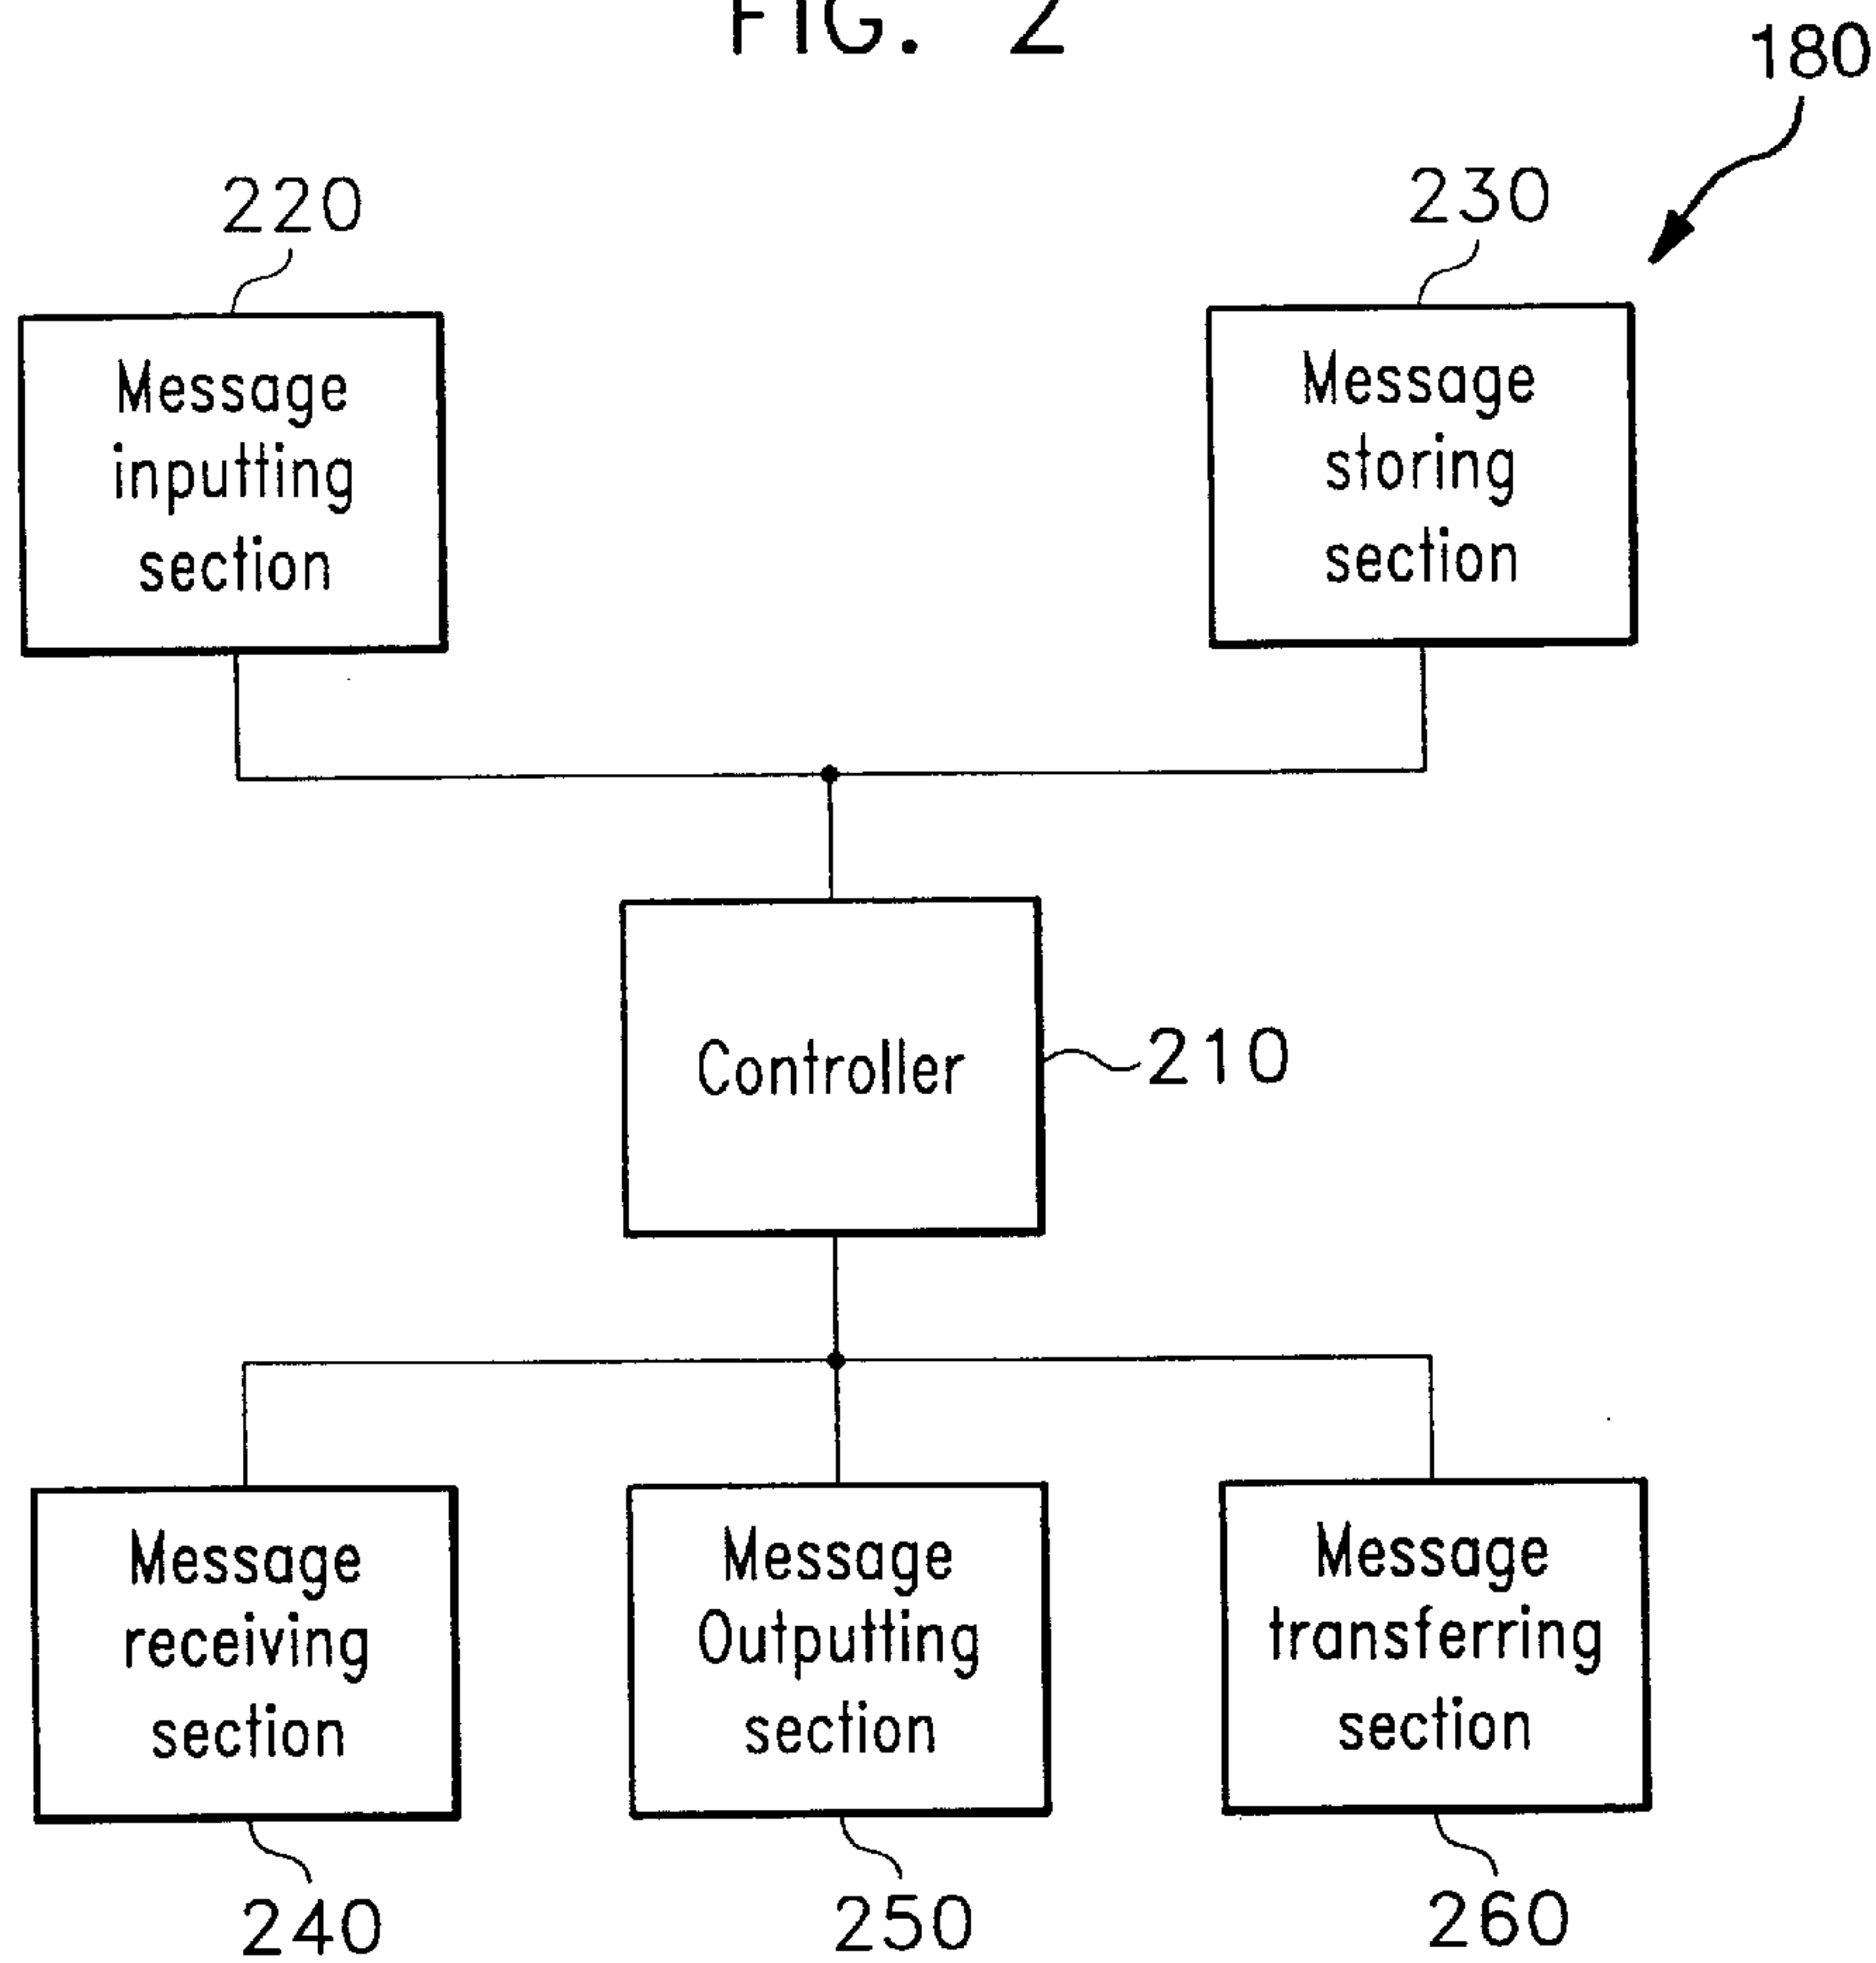 FIG. 2
180
220
230
Message
inputting
section
Message
storing
section
Controller
210
Message
receiving
section
Message
Outputting
section
Message
transferring
section
240
250
260